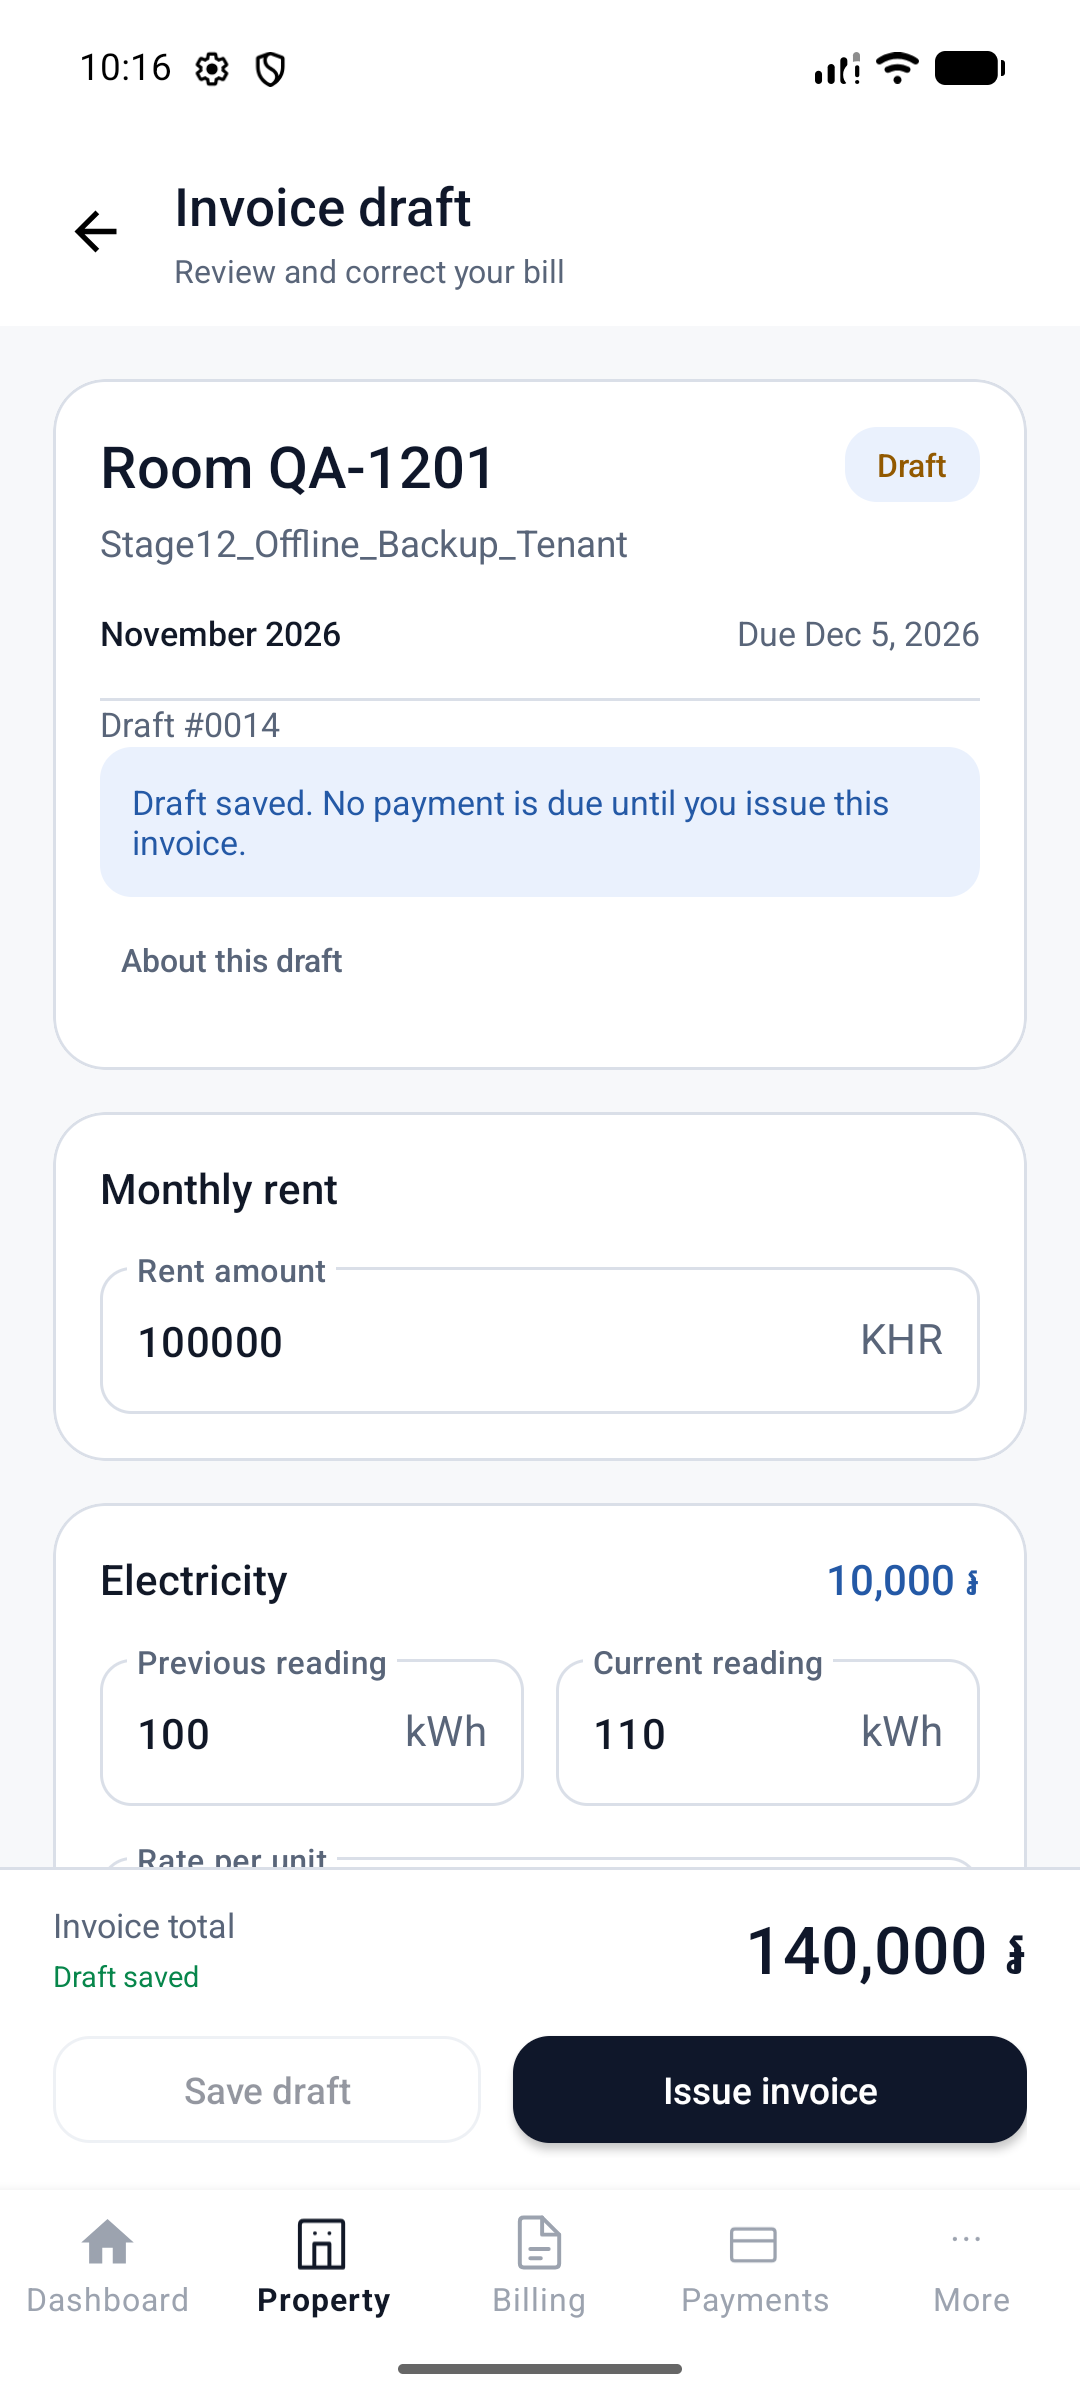 10:16
Invoice draft
Review and correct your bill
Room QA-1201
Draft
Stage12_Offline_Backup_Tenant
November 2026
Due Dec 5, 2026
Draft #0014
Draft saved. No payment is due until you issue this
invoice.
About this draft
Monthly rent
Rent amount
100000
KHR
Electricity
10,000 ៛
Previous reading
100
kWh
Current reading
110
kWh
Rate per unit
Invoice total
Draft saved
140,000 ៛
Save draft
Issue invoice
Dashboard
Property
Billing
Payments
More